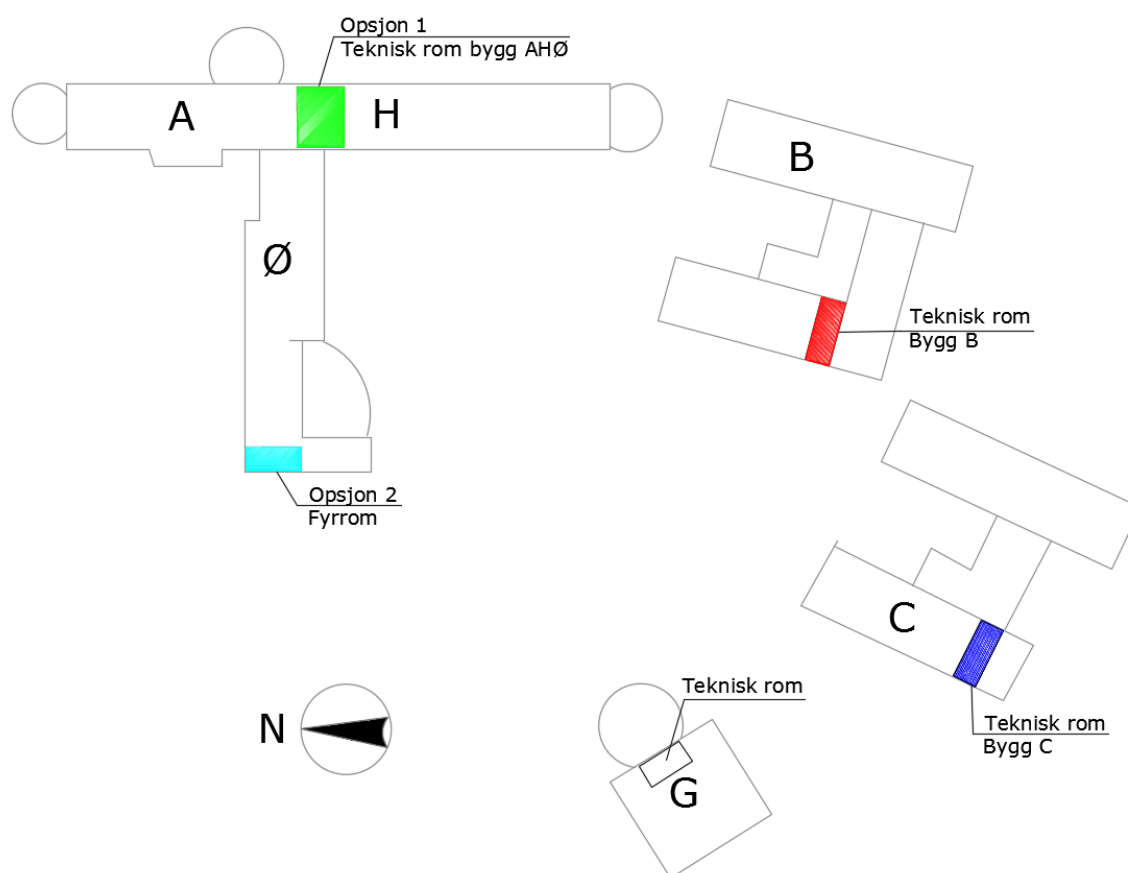 Opsjon 1
Teknisk rom bygg AHØ
A
H
B
Ø
Teknisk rom
Bygg B
Opsjon 2
Fyrrom
C
Teknisk rom
N
Teknisk rom
Bygg C
G